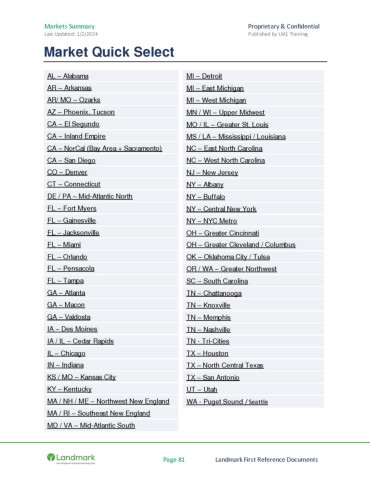 Markets Summary
Proprietary & Confidential
Last Updated: 1/2/2024
Published by LM1 Training
Market Quick Select
AL – Alabama
AR – Arkansas
AR/ MO – Ozarks
AZ – Phoenix, Tucson
CA – El Segundo
CA – Inland Empire
CA – NorCal (Bay Area + Sacramento)
CA – San Diego
CO – Denver
CT – Connecticut
DE / PA – Mid-Atlantic North
FL – Fort Myers
FL – Gainesville
FL – Jacksonville
FL – Miami
FL – Orlando
FL – Pensacola
FL – Tampa
GA – Atlanta
GA – Macon
GA – Valdosta
IA – Des Moines
IA / IL – Cedar Rapids
IL – Chicago
IN – Indiana
KS / MO – Kansas City
KY – Kentucky
MA / NH / ME – Northwest New England
MA / RI – Southeast New England
MD / VA – Mid-Atlantic South
MI – Detroit
MI – East Michigan
MI – West Michigan
MN / WI – Upper Midwest
MO / IL – Greater St. Louis
MS / LA – Mississippi / Louisiana
NC – East North Carolina
NC – West North Carolina
NJ – New Jersey
NY – Albany
NY – Buffalo
NY – Central New York
NY – NYC Metro
OH – Greater Cincinnati
OH – Greater Cleveland / Columbus
OK – Oklahoma City / Tulsa
OR / WA – Greater Northwest
SC – South Carolina
TN – Chattanooga
TN – Knoxville
TN – Memphis
TN – Nashville
TN - Tri-Cities
TX – Houston
TX – North Central Texas
TX – San Antonio
UT – Utah
WA - Puget Sound / Seattle
Landmark
Page 81
Landmark First Reference Documents